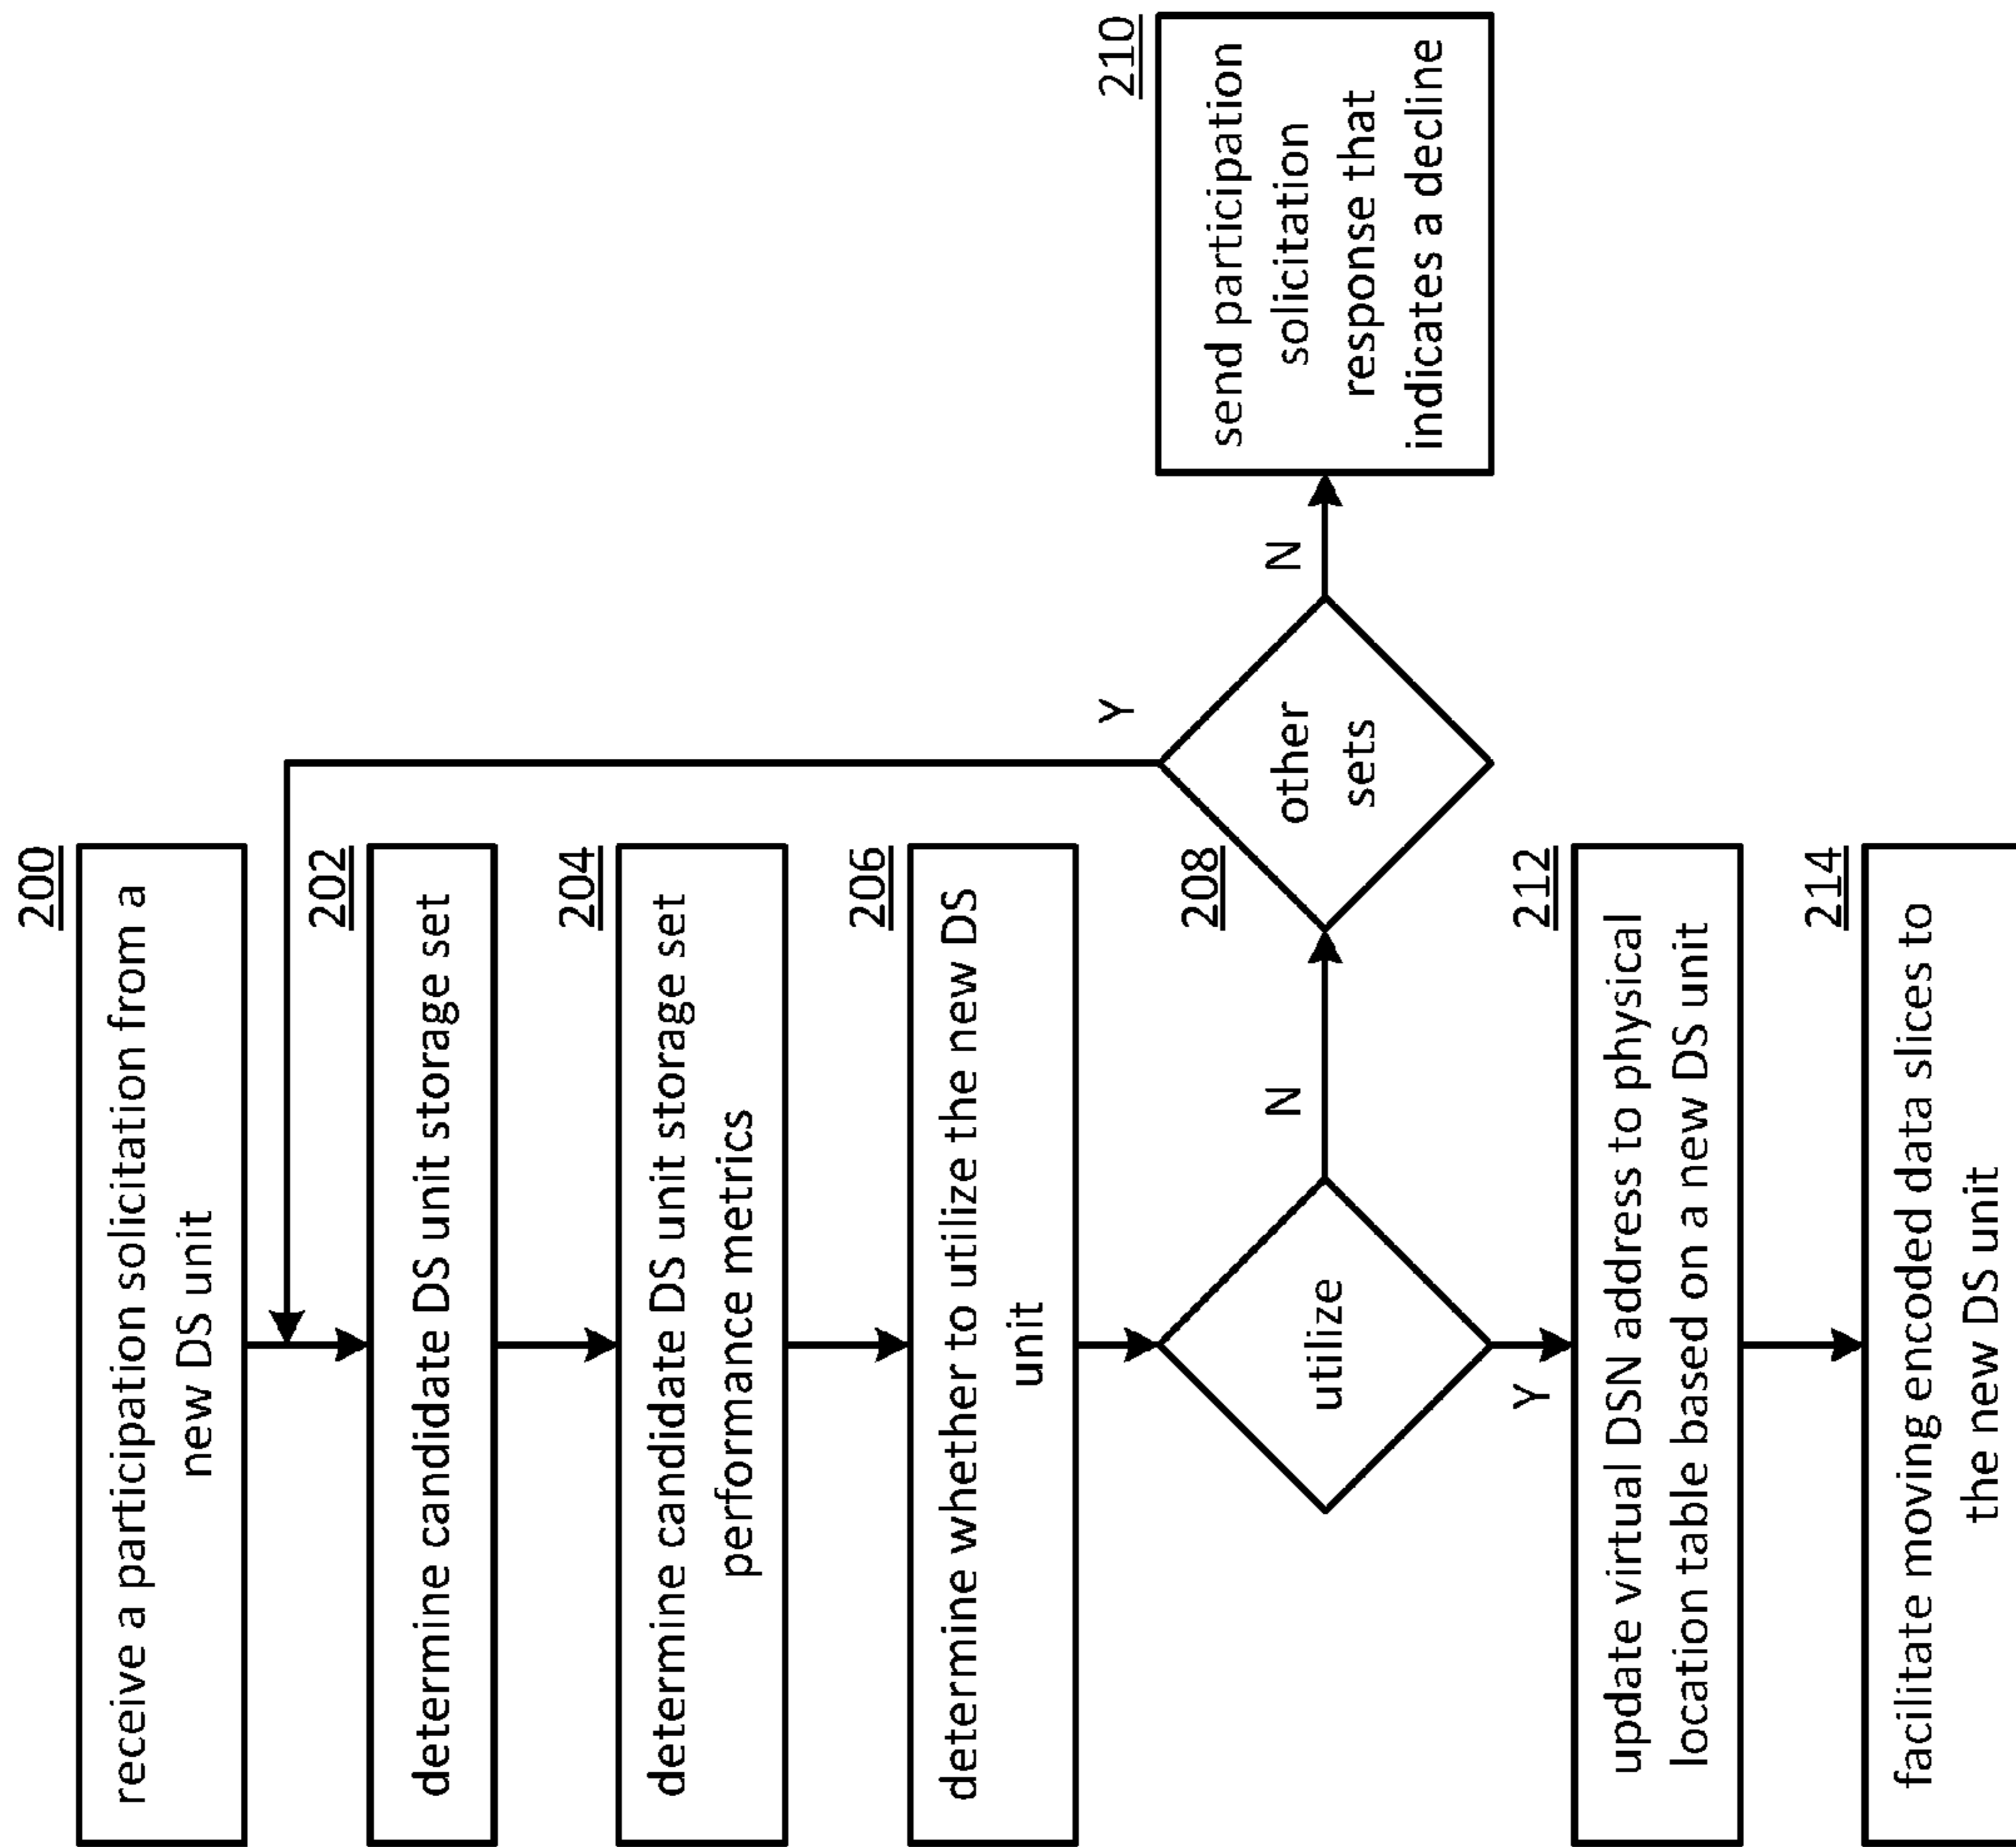 200
receive a participation solicitation from a
new DS unit
202
determine candidate DS unit storage set
204
determine candidate DS unit storage set
performance metrics
206
determine whether to utilize the new DS
unit
utilize
N
Y
208
other
sets
Y
N
210
send participation
solicitation
response that
indicates a decline
212
update virtual DSN address to physical
location table based on a new DS unit
214
facilitate moving encoded data slices to
the new DS unit